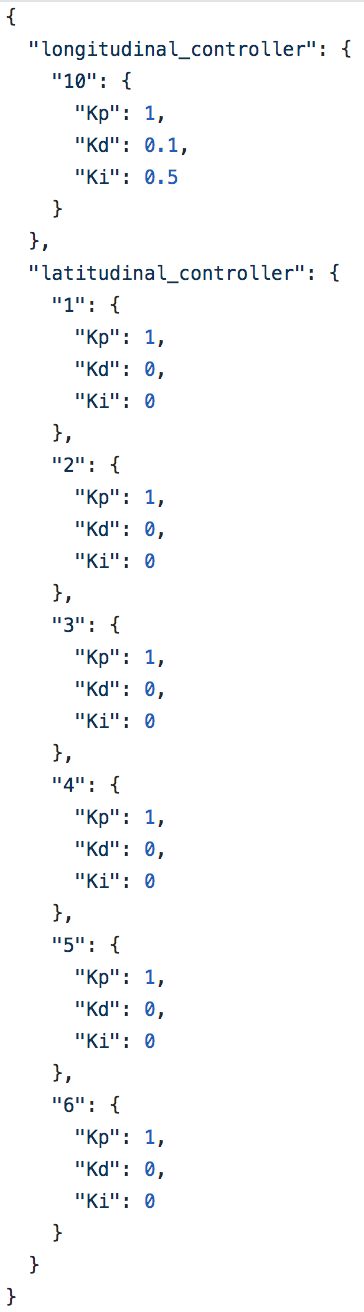 {
  "longitudinal_controller": {
    "10": {
      "Kp": 1,
      "Kd": 0.1,
      "Ki": 0.5
    }
  },
  "latitudinal_controller": {
    "1": {
      "Kp": 1,
      "Kd": 0,
      "Ki": 0
    },
    "2": {
      "Kp": 1,
      "Kd": 0,
      "Ki": 0
    },
    "3": {
      "Kp": 1,
      "Kd": 0,
      "Ki": 0
    },
    "4": {
      "Kp": 1,
      "Kd": 0,
      "Ki": 0
    },
    "5": {
      "Kp": 1,
      "Kd": 0,
      "Ki": 0
    },
    "6": {
      "Kp": 1,
      "Kd": 0,
      "Ki": 0
    }
  }
}